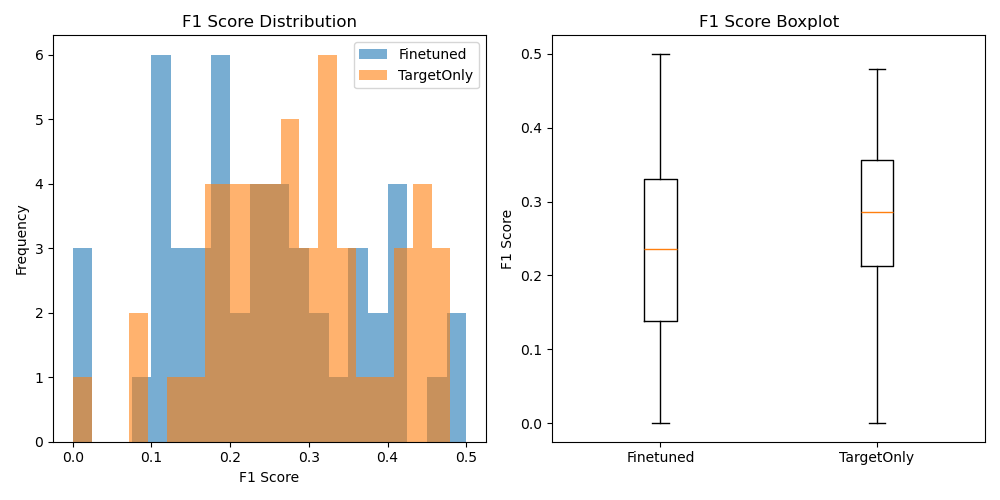 F1 Score Distribution
Finetuned
TargetOnly
6
5
4
3
2
1
0
Frequency
0.0 0.1 0.2 0.3 0.4 0.5
F1 Score
F1 Score Boxplot
0.5
0.4
0.3
0.2
0.1
0.0
F1 Score
Finetuned TargetOnly